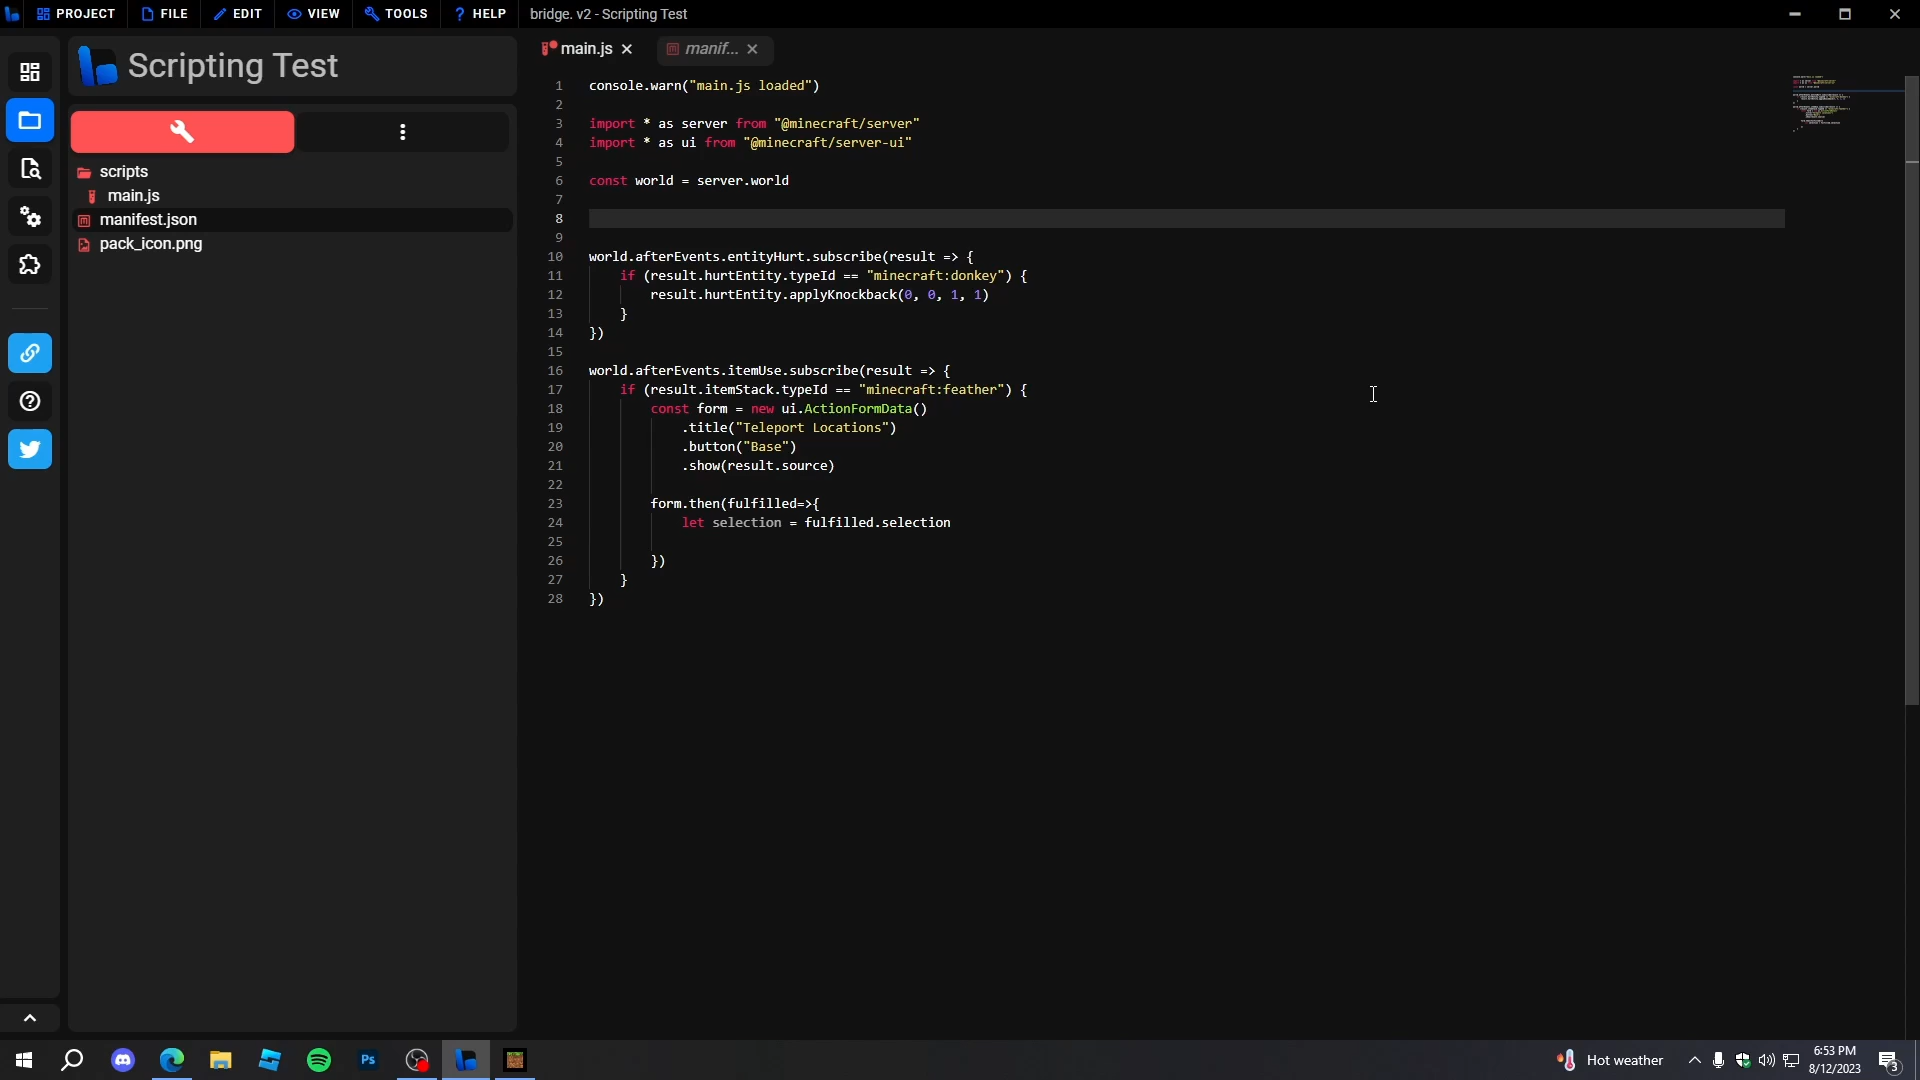 PROJECT FILE EDIT VIEW TOOLS HELP bridge. v2 - Scripting Test
Scripting Test
scripts
main.js
manifest.json
pack_icon.png
main.js manif...
1 console.warn("main.js loaded")
2
3 import * as server from "@minecraft/server"
4 import * as ui from "@minecraft/server-ui"
5
6 const world = server.world
7
8
9
10 world.afterEvents.entityHurt.subscribe(result => {
11 if (result.hurtEntity.typeId == "minecraft:donkey") {
12 result.hurtEntity.applyKnockback(0, 0, 1, 1)
13 }
14 })
15
16 world.afterEvents.itemUse.subscribe(result => {
17 if (result.itemStack.typeId == "minecraft:feather") {
18 const form = new ui.ActionFormData()
19 .title("Teleport Locations")
20 .button("Base")
21 .show(result.source)
22
23 form.then(fulfilled=>{
24 let selection = fulfilled.selection
25
26 })
27 }
28 })
Ps
Hot weather
6:53 PM
8/12/2023
3